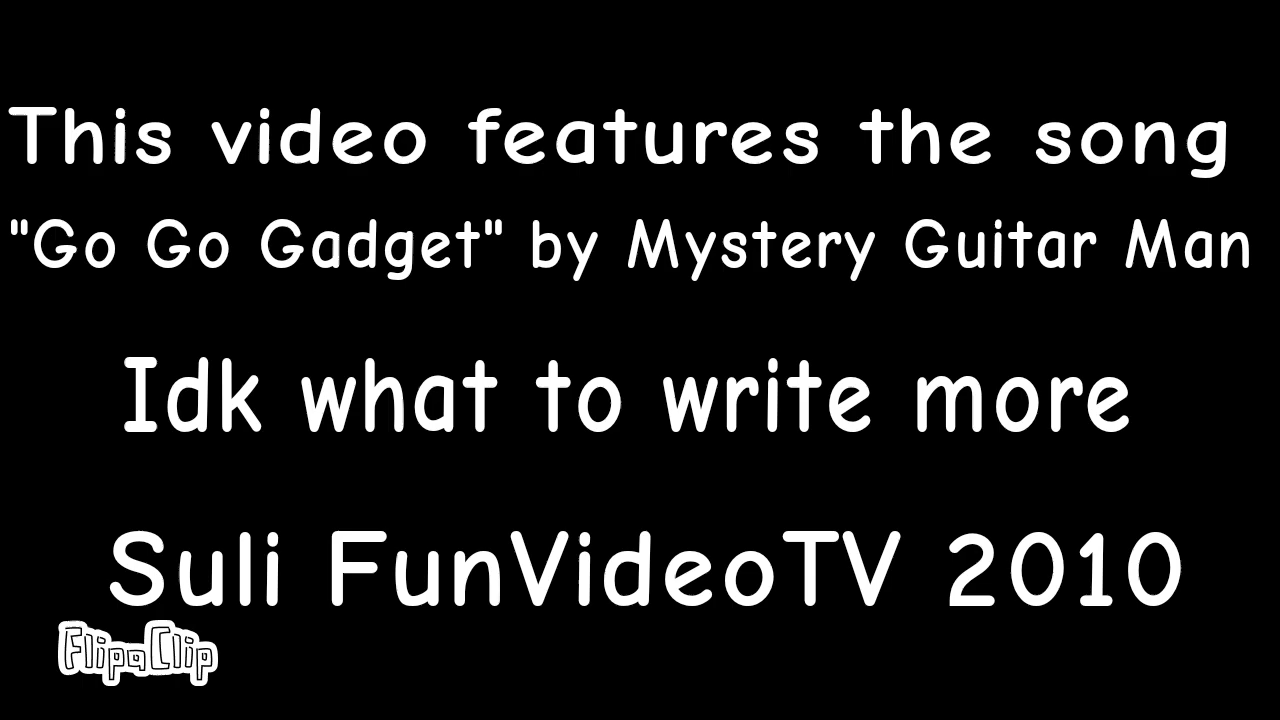 This video features the song
"Go Go Gadget" by Mystery Guitar Man
Idk what to write more
Suli FunVideoTV 2010
FlipaClip